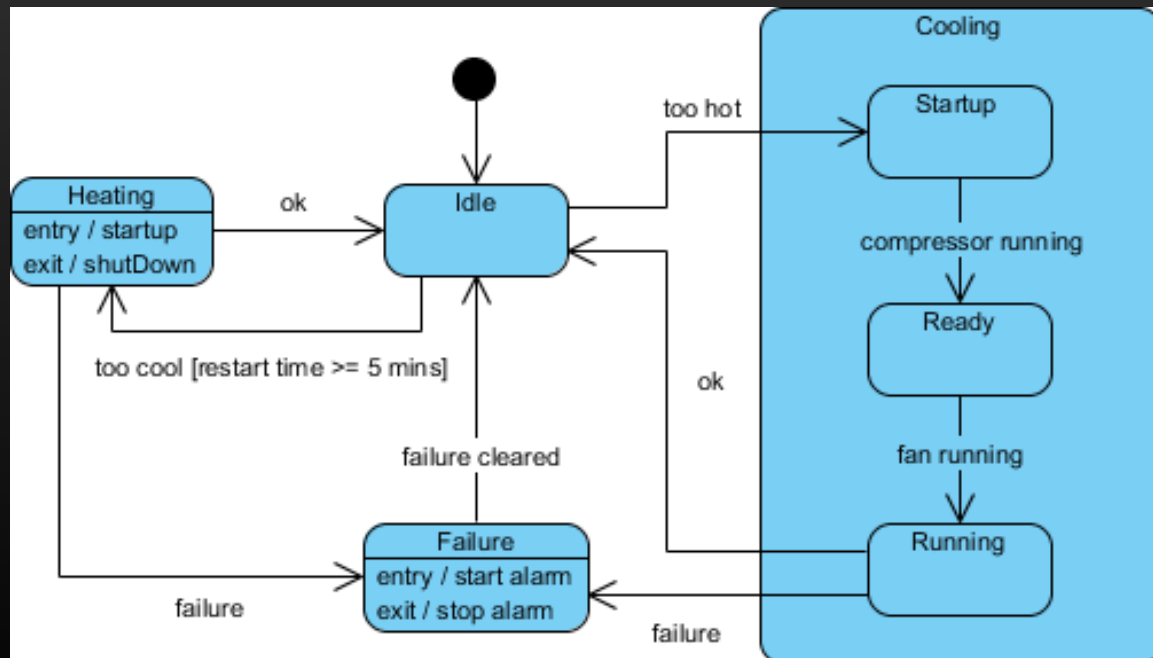 Cooling
Startup
too hot
Heating
entry / startup
exit / shutDown
ok
Idle
compressor running
Ready
too cool [restart time >= 5 mins]
ok
failure cleared
fan running
Failure
entry / start alarm
exit / stop alarm
Running
failure
failure